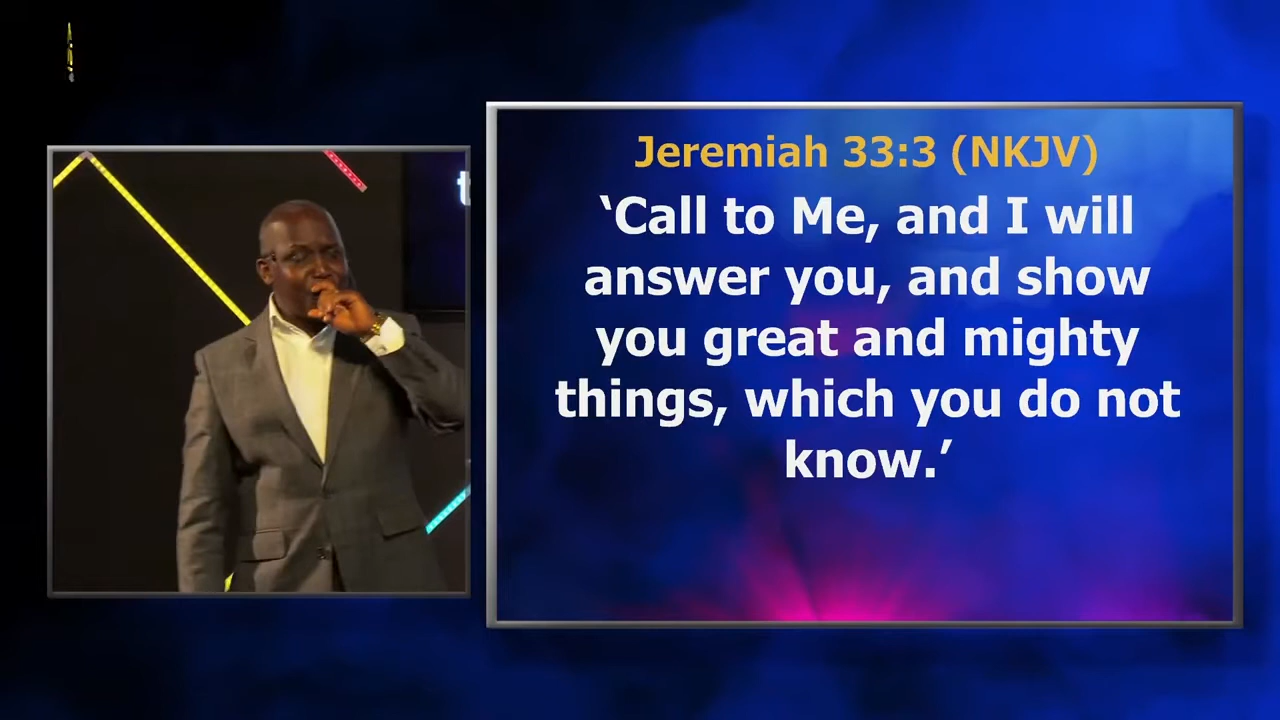 Jeremiah 33:3 (NKJV)
‘Call to Me, and I will
answer you, and show
you great and mighty
things, which you do not
know.’